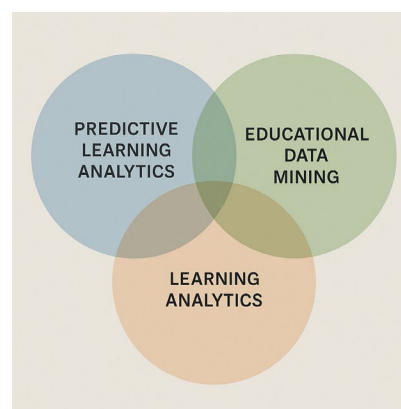 PREDICTIVE
LEARNING
ANALYTICS
EDUCATIONAL
DATA
MINING
LEARNING
ANALYTICS